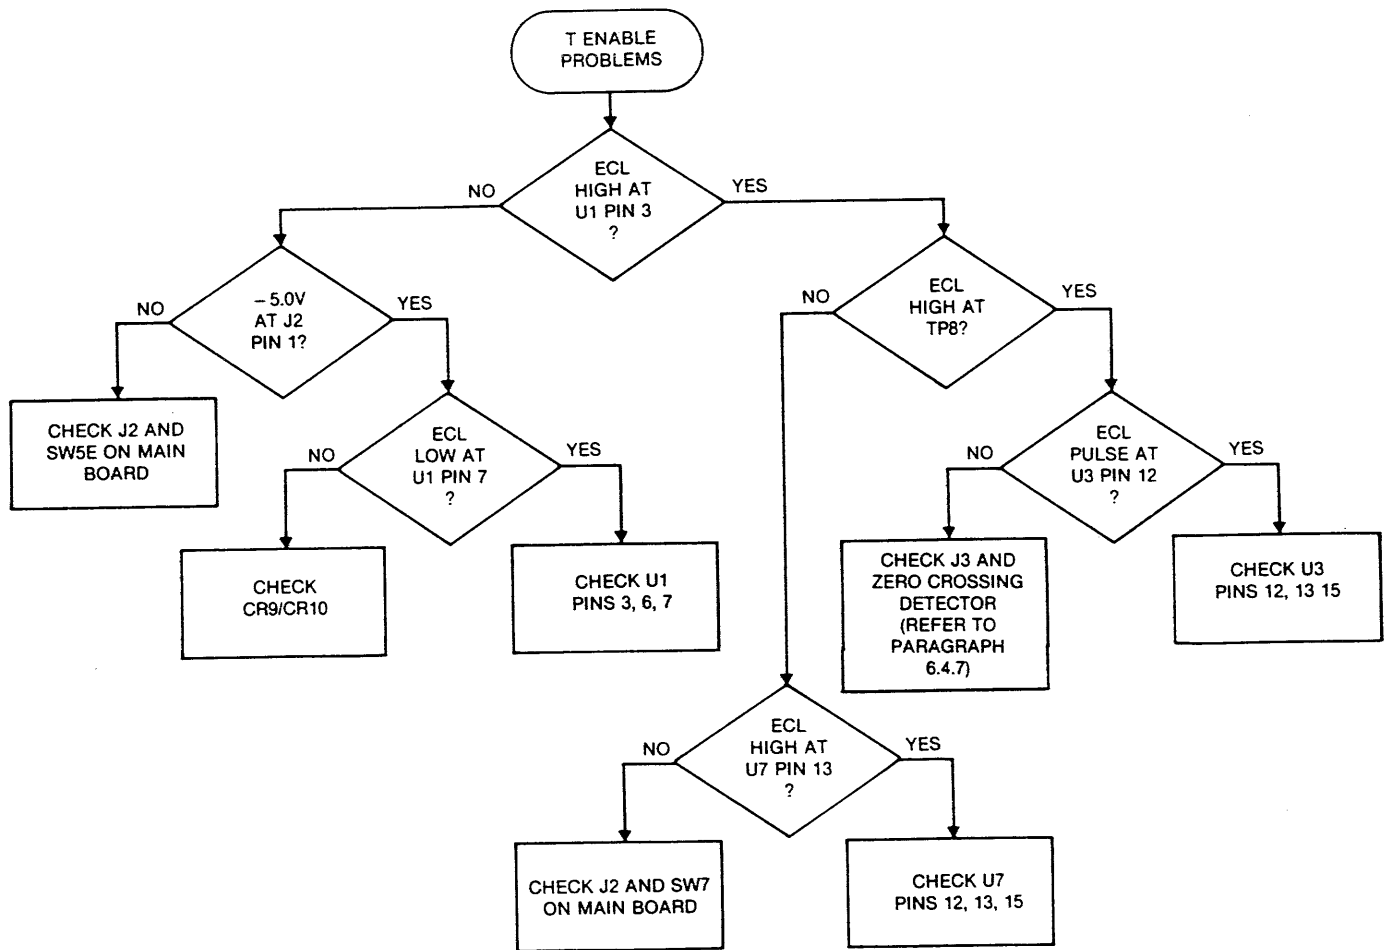 T ENABLE
PROBLEMS
ECL
HIGH AT
U1 PIN 3
?
NO
YES
– 5.0V
AT J2
PIN 1?
NO
YES
ECL
HIGH AT
TP8?
NO
YES
CHECK J2 AND
SW5E ON MAIN
BOARD
ECL
LOW AT
U1 PIN 7
?
NO
YES
ECL
PULSE AT
U3 PIN 12
?
NO
YES
CHECK
CR9/CR10
CHECK U1
PINS 3, 6, 7
CHECK J3 AND
ZERO CROSSING
DETECTOR
(REFER TO
PARAGRAPH
6.4.7)
CHECK U3
PINS 12, 13 15
ECL
HIGH AT
U7 PIN 13
?
NO
YES
CHECK J2 AND SW7
ON MAIN BOARD
CHECK U7
PINS 12, 13, 15